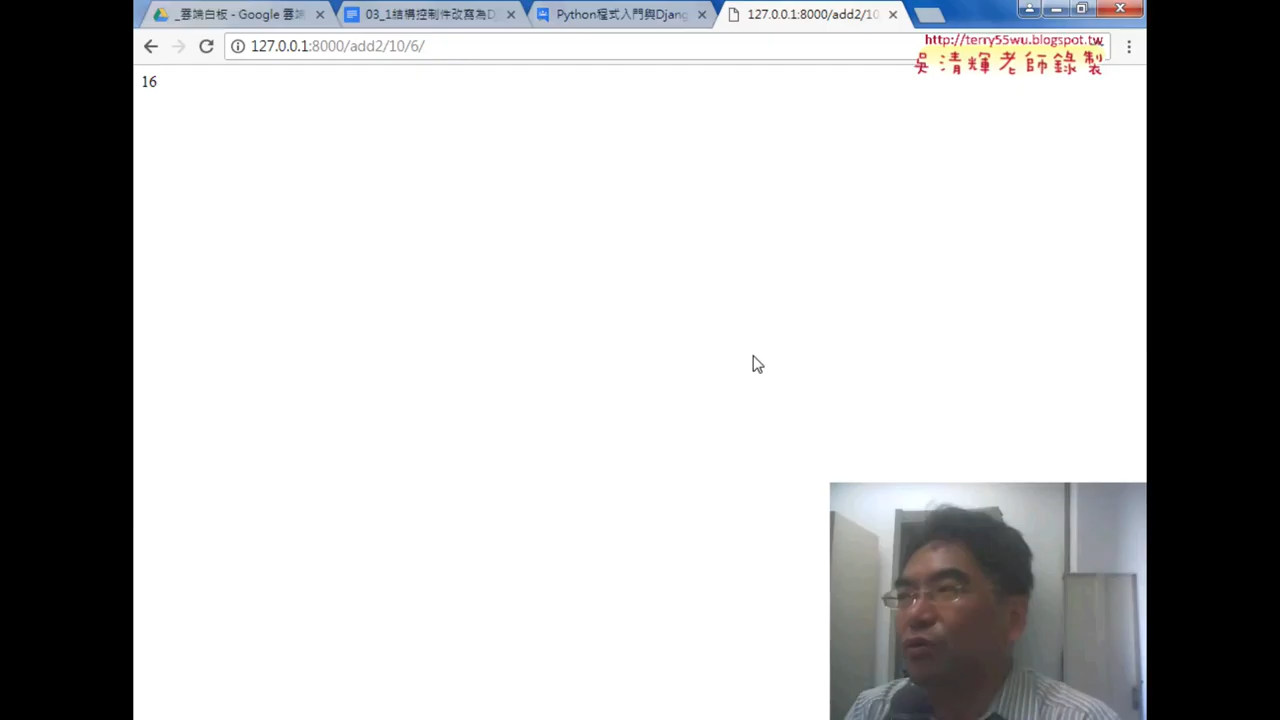 _雲端白板 - Google 雲端
03_1結構控制件改寫為D
Python程式入門與Djang
127.0.0.1:8000/add2/10
127.0.0.1:8000/add2/10/6/
http://terry55wu.blogspot.tw
吳清輝老師錄製
16